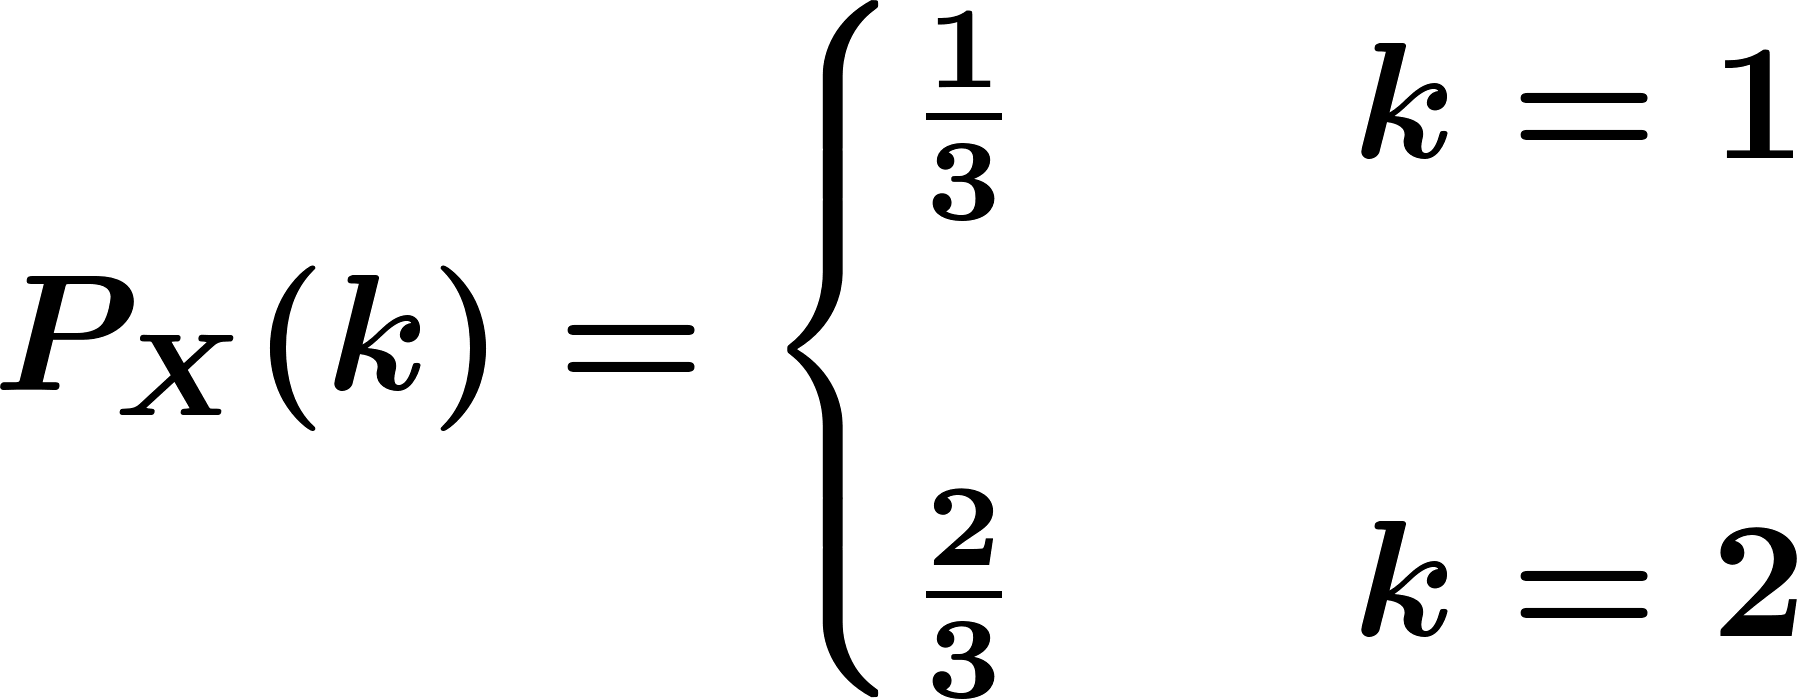 P_X(k) = { 1/3 k = 1
2/3 k = 2